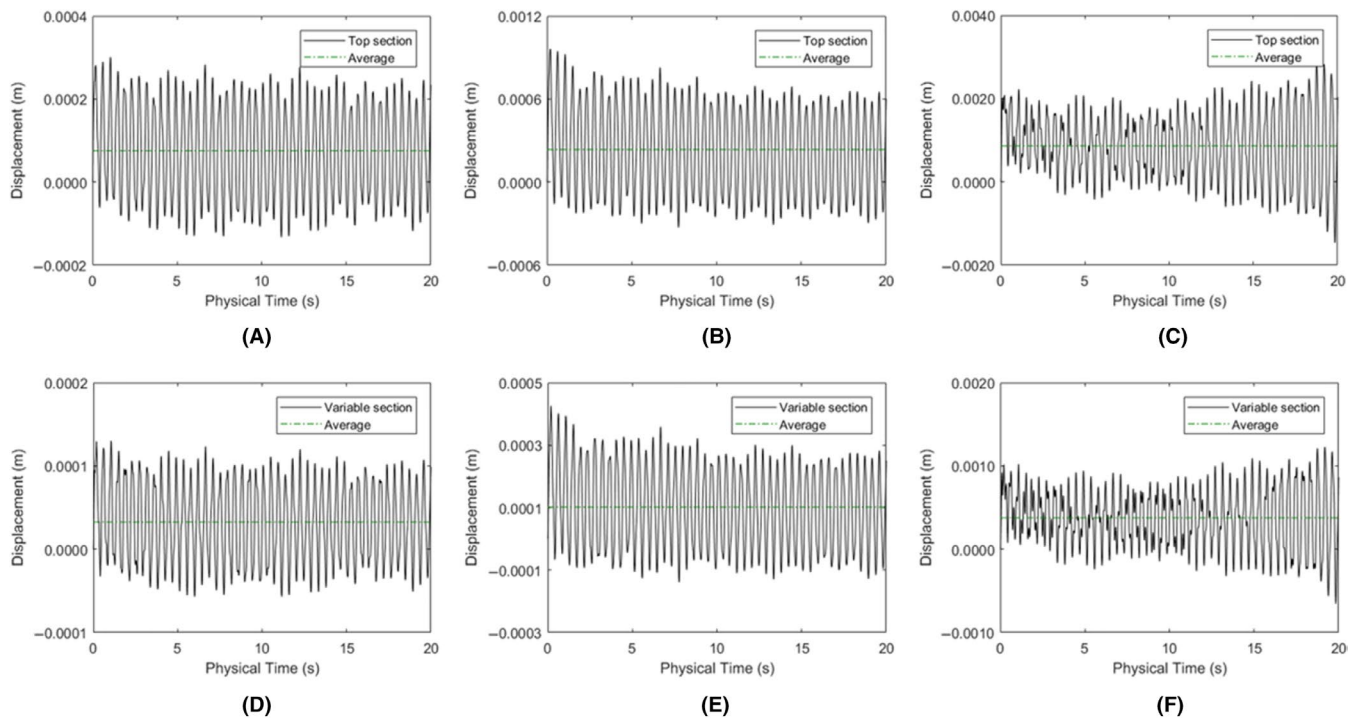 0.0004
0.0002
0.0000
−0.0002
Displacement (m)
Top section
Average
0 5 10 15 20
Physical Time (s)
(A)
0.0012
0.0006
0.0000
−0.0006
Displacement (m)
Top section
Average
0 5 10 15 20
Physical Time (s)
(B)
0.0040
0.0020
0.0000
−0.0020
Displacement (m)
Top section
Average
0 5 10 15 20
Physical Time (s)
(C)
0.0002
0.0001
0.0000
−0.0001
Displacement (m)
Variable section
Average
0 5 10 15 20
Physical Time (s)
(D)
0.0005
0.0003
0.0001
−0.0001
−0.0003
Displacement (m)
Variable section
Average
0 5 10 15 20
Physical Time (s)
(E)
0.0020
0.0010
0.0000
−0.0010
Displacement (m)
Variable section
Average
0 5 10 15 20
Physical Time (s)
(F)